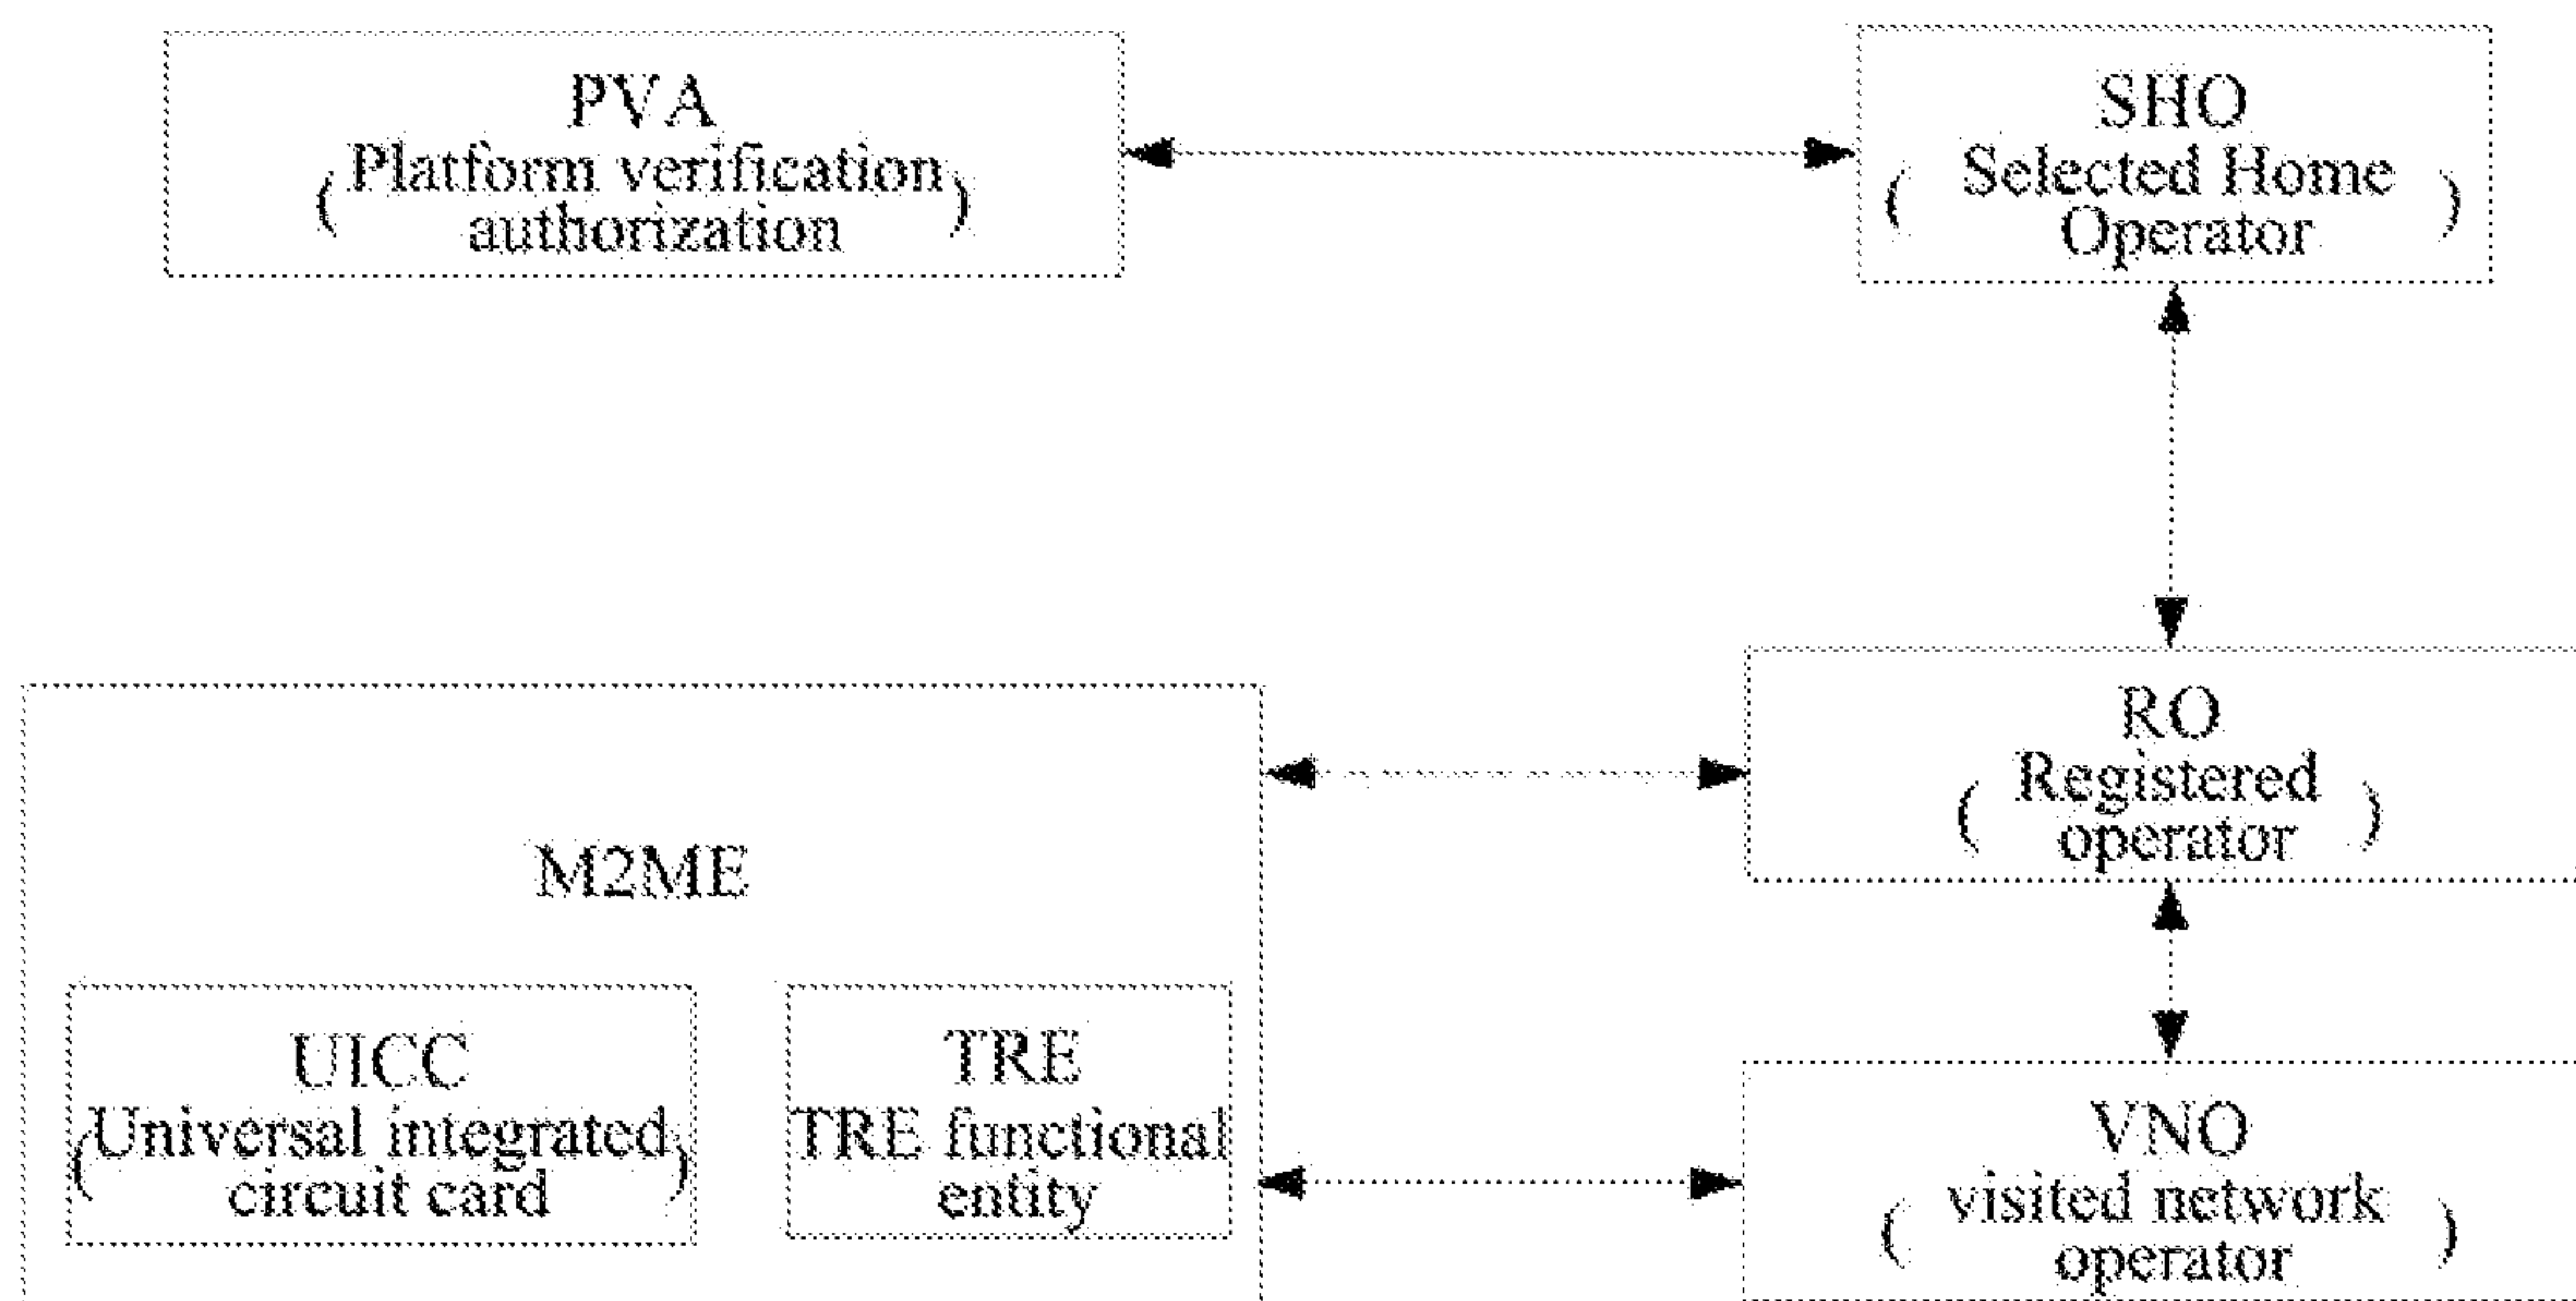 PVA
( Platform verification )
authorization
SHO
( Selected Home )
Operator
RO
( Registered )
operator
M2ME
UICC
( Universal integrated )
circuit card
TRE
TRE functional
entity
VNO
( visited network )
operator